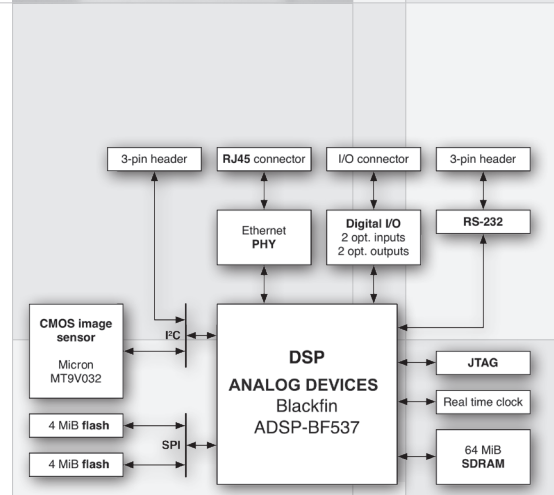 3-pin header
RJ45 connector
I/O connector
3-pin header
Ethernet
PHY
Digital I/O
2 opt. inputs
2 opt. outputs
RS-232
CMOS image
sensor
Micron
MT9V032
I²C
DSP
ANALOG DEVICES
Blackfin
ADSP-BF537
JTAG
Real time clock
4 MiB flash
SPI
4 MiB flash
64 MiB
SDRAM